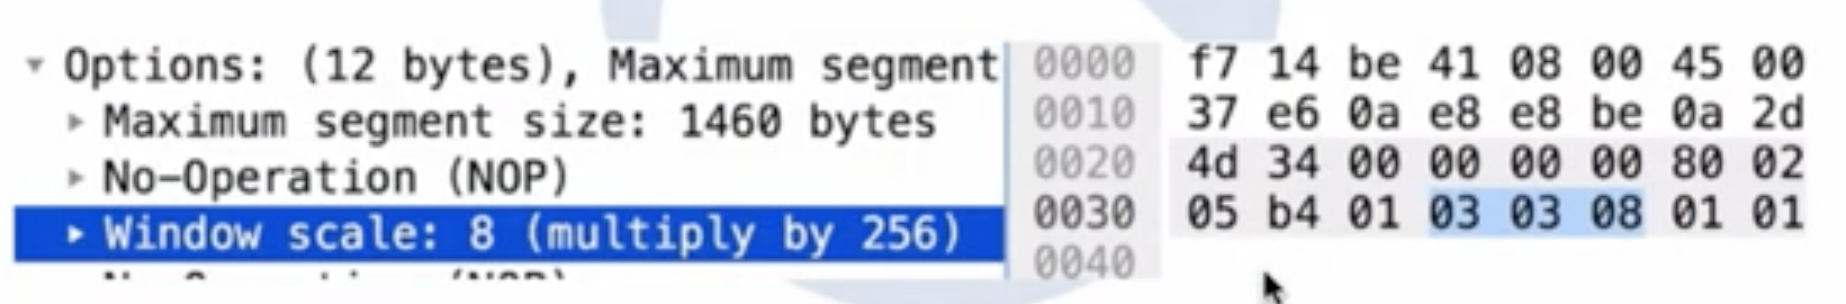 Options: (12 bytes), Maximum segment
Maximum segment size: 1460 bytes
No-Operation (NOP)
Window scale: 8 (multiply by 256)
0000 f7 14 be 41 08 00 45 00
0010 37 e6 0a e8 e8 be 0a 2d
0020 4d 34 00 00 00 00 80 02
0030 05 b4 01 03 03 08 01 01
0040